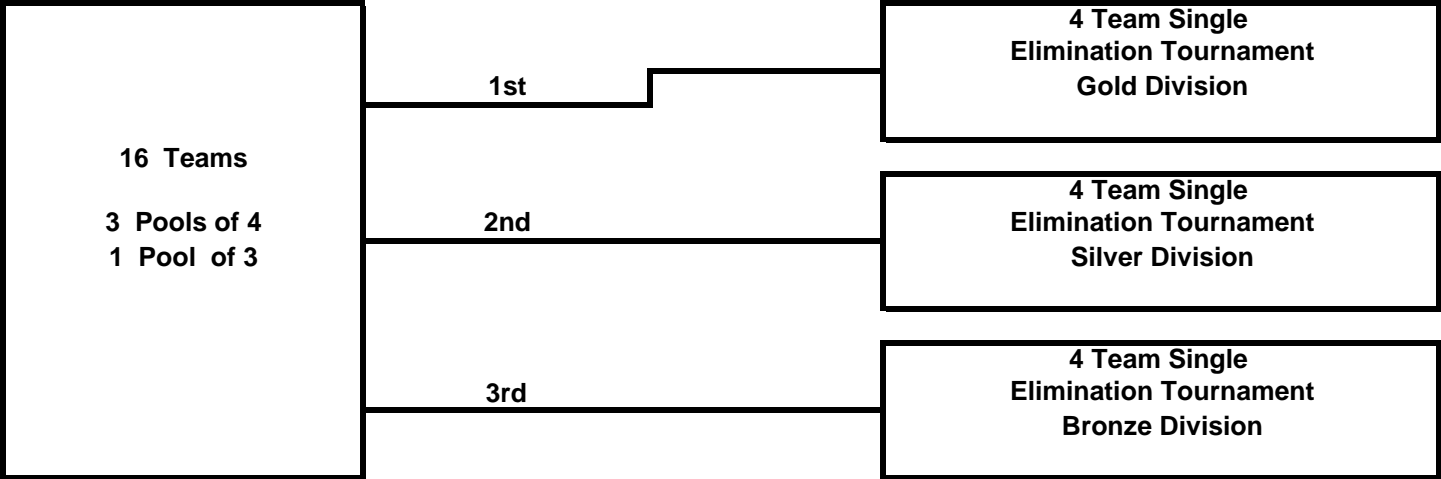 16 Teams
3 Pools of 4
1 Pool of 3
1st
4 Team Single
Elimination Tournament
Gold Division
2nd
4 Team Single
Elimination Tournament
Silver Division
3rd
4 Team Single
Elimination Tournament
Bronze Division